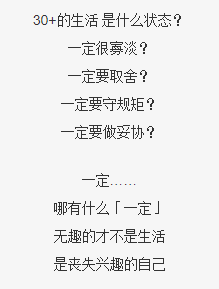 30+的生活 是什么状态？
一定很寡淡？
一定要取舍？
一定要守规矩？
一定要做妥协？
一定……
哪有什么「一定」
无趣的才不是生活
是丧失兴趣的自己